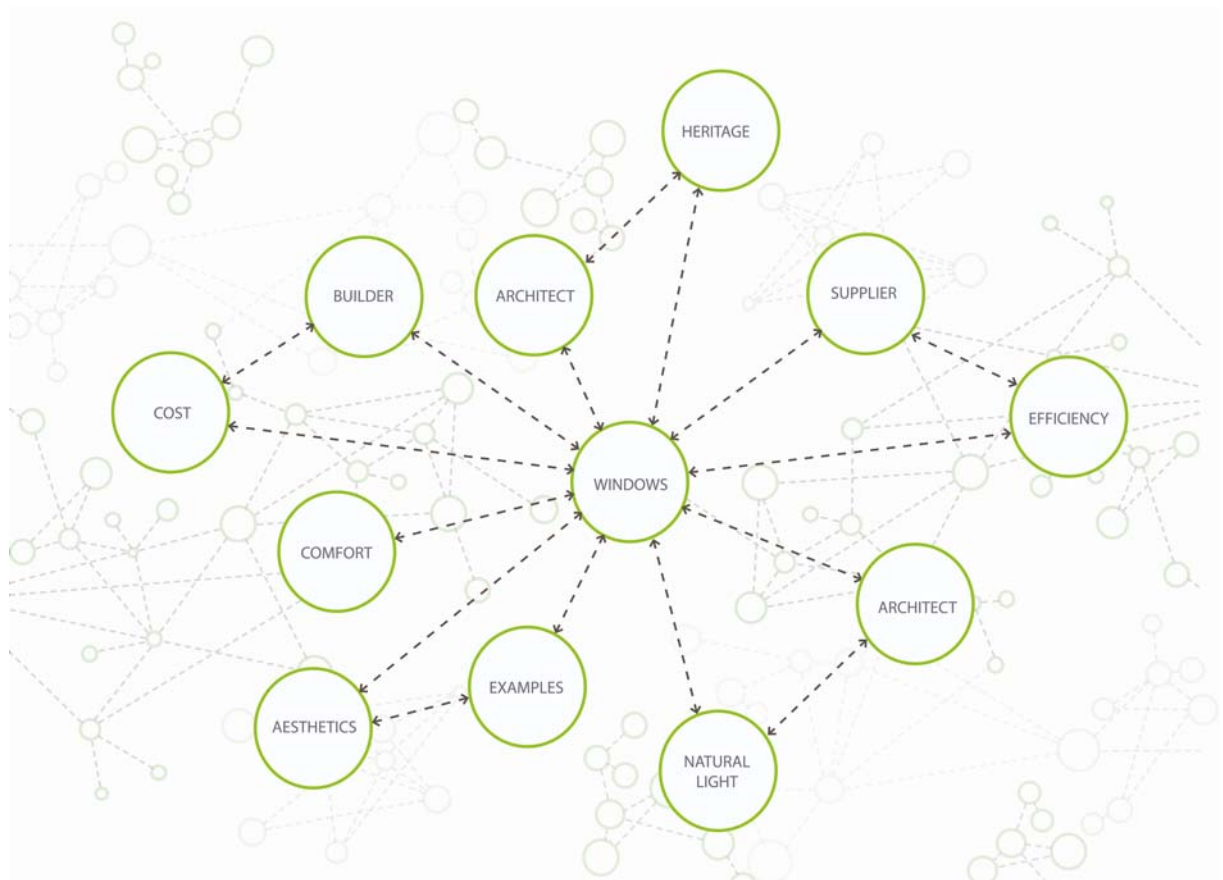 HERITAGE
BUILDER
ARCHITECT
SUPPLIER
COST
EFFICIENCY
WINDOWS
COMFORT
ARCHITECT
EXAMPLES
AESTHETICS
NATURAL
LIGHT